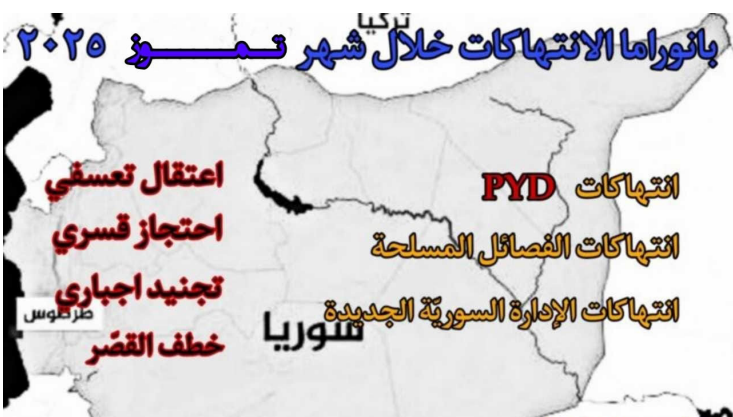 تركيا
بانوراما الانتهاكات خلال شهر تمــــــوز ٢٠٢٥
انتهاكات PYD
انتهاكات الفصائل المسلحة
انتهاكات الإدارة السوريّة الجديدة
اعتقال تعسفي
احتجاز قسري
تجنيد اجباري
خطف القصّر
طرطوس
سوريا